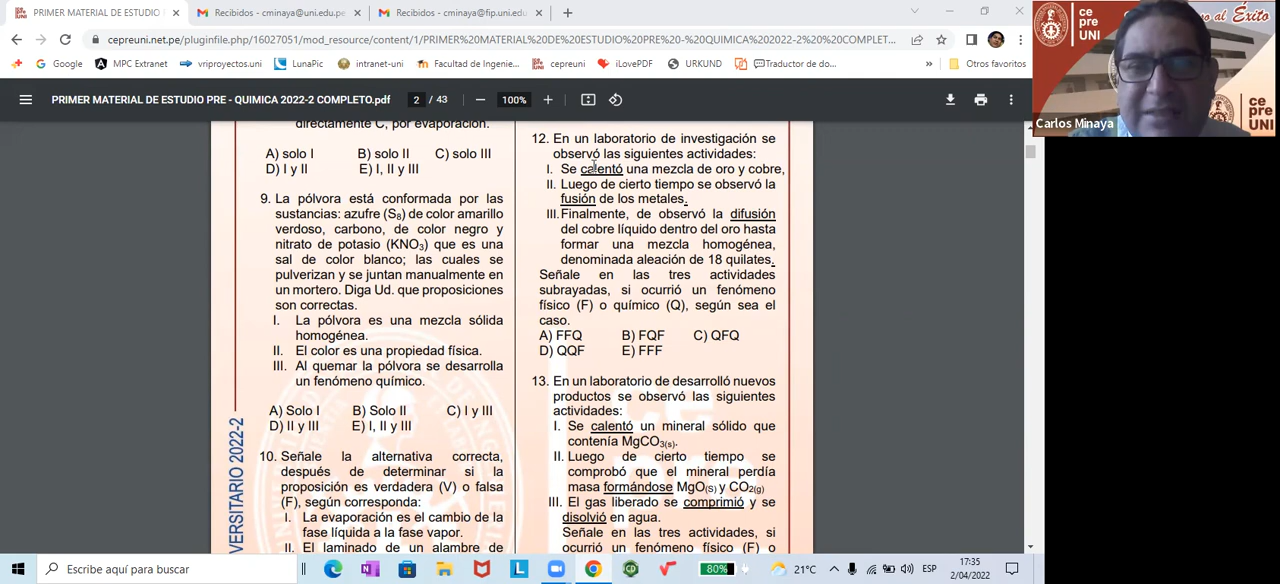 PRIMER MATERIAL DE ESTUDIO
Recibidos - cminaya@uni.edu.pe
Recibidos - cminaya@fip.uni.edu
cepreuni.net.pe/pluginfile.php/16027051/mod_resource/content/1/PRIMER%20MATERIAL%20DE%20ESTUDIO%20PRE%20-%20QUIMICA%202022-2%20%20COMPLET...
Google
MPC Extranet
vriproyectos.uni
LunaPic
intranet-uni
Facultad de Ingenie...
cepreuni
iLovePDF
URKUND
Traductor de do...
»
Otros favoritos
PRIMER MATERIAL DE ESTUDIO PRE - QUIMICA 2022-2 COMPLETO.pdf
2 / 43
100%
directamente C, por evaporación.
A) solo I B) solo II C) solo III
D) I y II E) I, II y III
9. La pólvora está conformada por las
sustancias: azufre (S8) de color amarillo
verdoso, carbono, de color negro y
nitrato de potasio (KNO3) que es una
sal de color blanco; las cuales se
pulverizan y se juntan manualmente en
un mortero. Diga Ud. que proposiciones
son correctas.
I. La pólvora es una mezcla sólida
homogénea.
II. El color es una propiedad física.
III. Al quemar la pólvora se desarrolla
un fenómeno químico.
A) Solo I B) Solo II C) I y III
D) II y III E) I, II y III
10. Señale la alternativa correcta,
después de determinar si la
proposición es verdadera (V) o falsa
(F), según corresponda:
I. La evaporación es el cambio de la
fase líquida a la fase vapor.
II. El laminado de un alambre de
VERSITARIO 2022-2
12. En un laboratorio de investigación se
observó las siguientes actividades:
I. Se calentó una mezcla de oro y cobre,
II. Luego de cierto tiempo se observó la
fusión de los metales.
III. Finalmente, de observó la difusión
del cobre líquido dentro del oro hasta
formar una mezcla homogénea,
denominada aleación de 18 quilates.
Señale en las tres actividades
subrayadas, si ocurrió un fenómeno
físico (F) o químico (Q), según sea el
caso.
A) FFQ B) FQF C) QFQ
D) QQF E) FFF
13. En un laboratorio de desarrolló nuevos
productos se observó las siguientes
actividades:
I. Se calentó un mineral sólido que
contenía MgCO3(s).
II. Luego de cierto tiempo se
comprobó que el mineral perdía
masa formándose MgO(S) y CO2(g)
III. El gas liberado se comprimió y se
disolvió en agua.
Señale en las tres actividades, si
ocurrió un fenómeno físico (F) o
ce
pre
UNI
al Éxito
ce
pre
UNI
Carlos Minaya
Escribe aquí para buscar
80%
21°C
ESP
17:35
2/04/2022